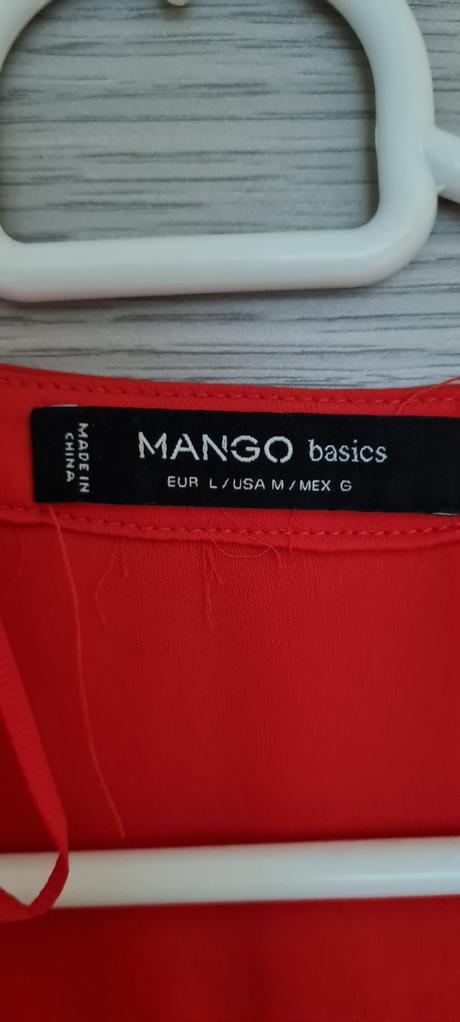 MADE IN
CHINA
MANGO basics
EUR L/USA M/MEX G